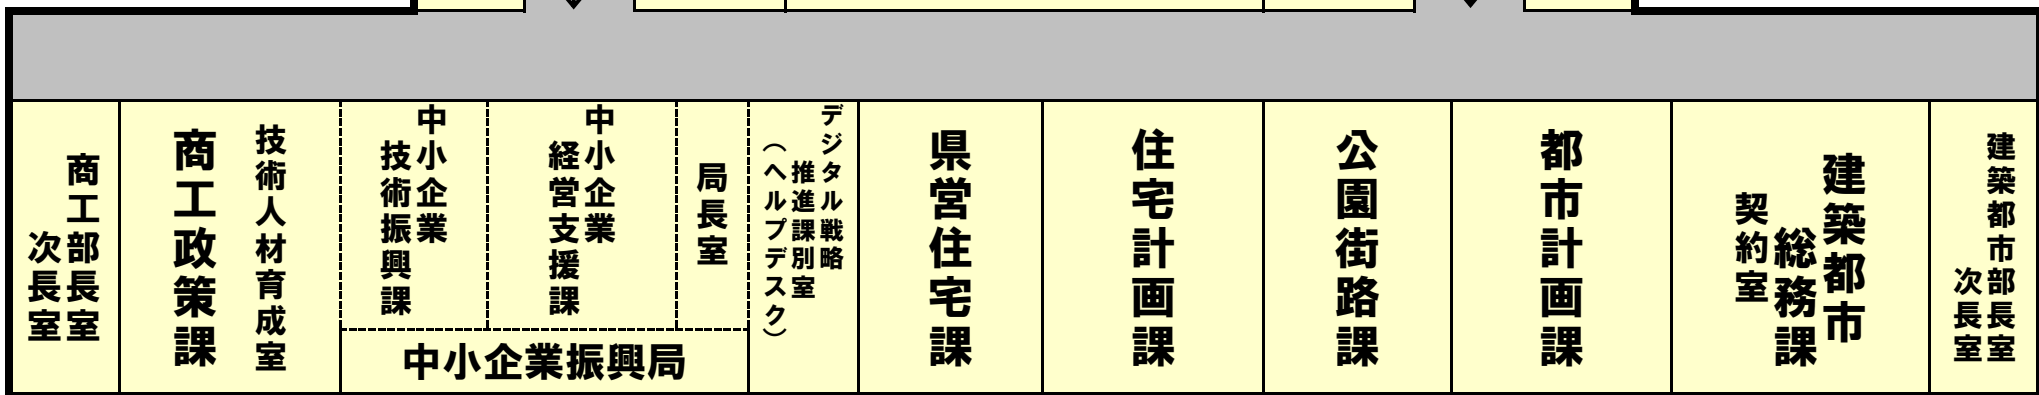 商工部長室
次長室
技術人材育成室
商工政策課
中小企業
技術振興課
中小企業
経営支援課
局長室
中小企業振興局
デジタル戦略
推進課別室
（ヘルプデスク）
県営住宅課
住宅計画課
公園街路課
都市計画課
建築都市
総務課
契約室
建築都市部長室
次長室